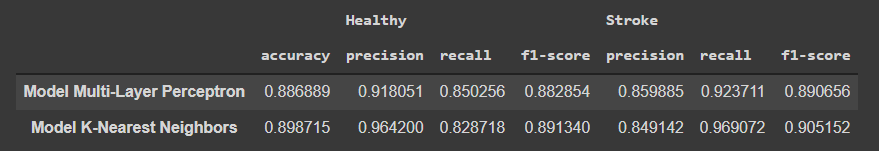 Healthy Stroke
accuracy precision recall f1-score precision recall f1-score
Model Multi-Layer Perceptron 0.886889 0.918051 0.850256 0.882854 0.859885 0.923711 0.890656
Model K-Nearest Neighbors 0.898715 0.964200 0.828718 0.891340 0.849142 0.969072 0.905152